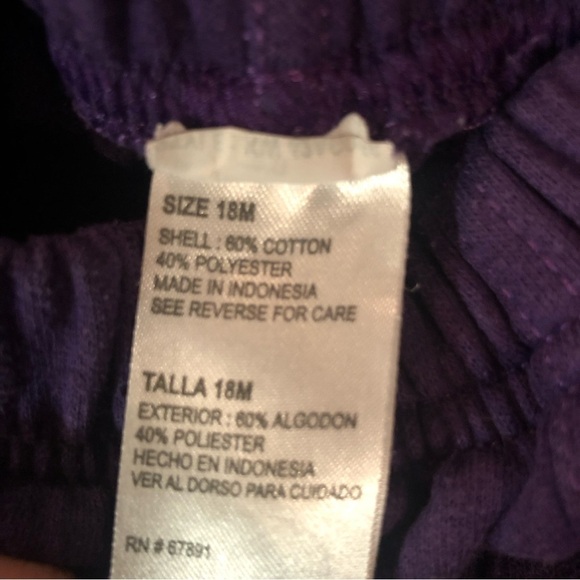 SIZE 18M
SHELL : 60% COTTON
40% POLYESTER
MADE IN INDONESIA
SEE REVERSE FOR CARE
TALLA 18M
EXTERIOR : 60% ALGODON
40% POLIESTER
HECHO EN INDONESIA
VER AL DORSO PARA CUIDADO
RN # 67891